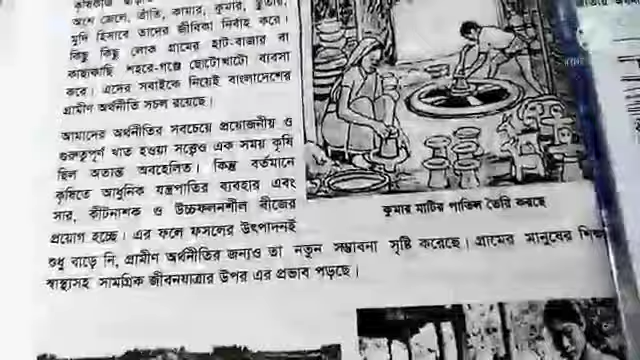 অংশ জেলে, তাঁতি, কামার, কুমার, ছুতার,
মুদি হিসাবে তাদের জীবিকা নির্বাহ করে।
কিছু কিছু লোক গ্রামের হাট-বাজার বা
কাছাকাছি শহরে-গঞ্জে ছোটোখাটো ব্যবসা
করে। এদের সবাইকে নিয়েই বাংলাদেশের
গ্রামীণ অর্থনীতি সচল রয়েছে।
আমাদের অর্থনীতির সবচেয়ে প্রয়োজনীয় ও
গুরুত্বপূর্ণ খাত হওয়া সত্ত্বেও এক সময় কৃষি
ছিল অত্যন্ত অবহেলিত। কিন্তু বর্তমানে
কৃষিতে আধুনিক যন্ত্রপাতির ব্যবহার এবং
সার, কীটনাশক ও উচ্চফলনশীল বীজের
প্রয়োগ হচ্ছে। এর ফলে ফসলের উৎপাদনই
কুমার মাটির পাতিল তৈরি করছে
শুধু বাড়ে নি, গ্রামীণ অর্থনীতির জন্যও তা নতুন সম্ভাবনা সৃষ্টি করেছে। গ্রামের মানুষের
স্বাস্থ্যসহ সামগ্রিক জীবনযাত্রার উপর এর প্রভাব পড়ছে।